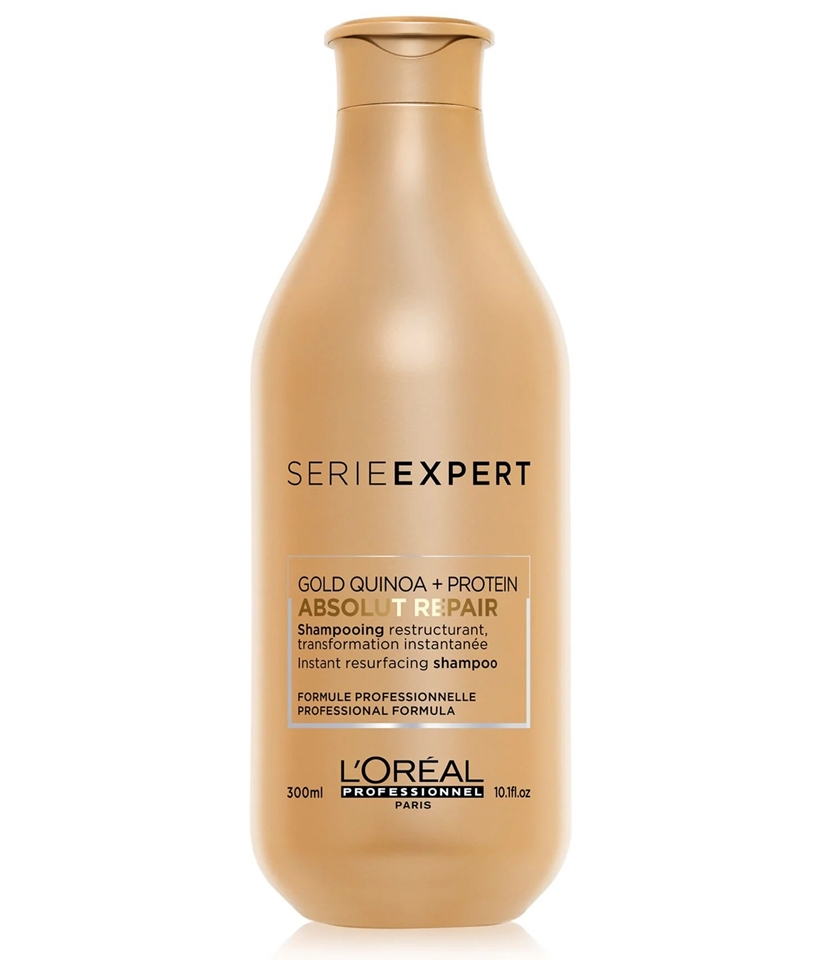 SERIEEXPERT
GOLD QUINOA + PROTEIN
ABSOLUT REPAIR
Shampooing restructurant,
transformation instantanée
Instant resurfacing shampoo
FORMULE PROFESSIONNELLE
PROFESSIONAL FORMULA
L'ORÉAL
300ml PROFESSIONNEL 10.1fl.oz
PARIS